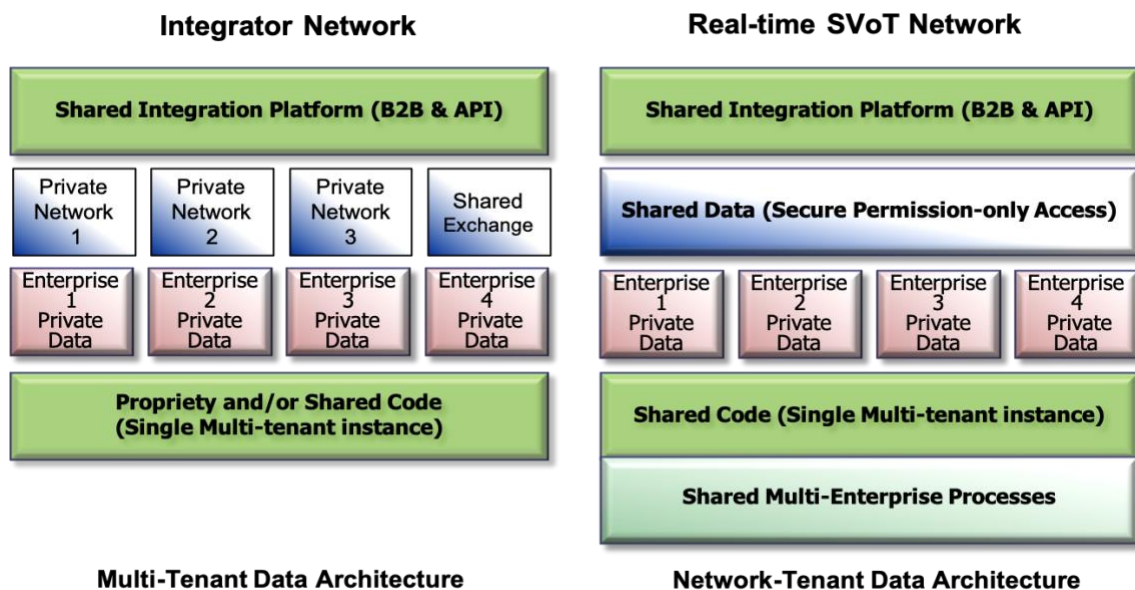 Integrator Network
Shared Integration Platform (B2B & API)
Private
Network
1
Private
Network
2
Private
Network
3
Shared
Exchange
Enterprise
1
Private
Data
Enterprise
2
Private
Data
Enterprise
3
Private
Data
Enterprise
4
Private
Data
Propriety and/or Shared Code
(Single Multi-tenant instance)
Multi-Tenant Data Architecture
Real-time SVoT Network
Shared Integration Platform (B2B & API)
Shared Data (Secure Permission-only Access)
Enterprise
1
Private
Data
Enterprise
2
Private
Data
Enterprise
3
Private
Data
Enterprise
4
Private
Data
Shared Code (Single Multi-tenant instance)
Shared Multi-Enterprise Processes
Network-Tenant Data Architecture